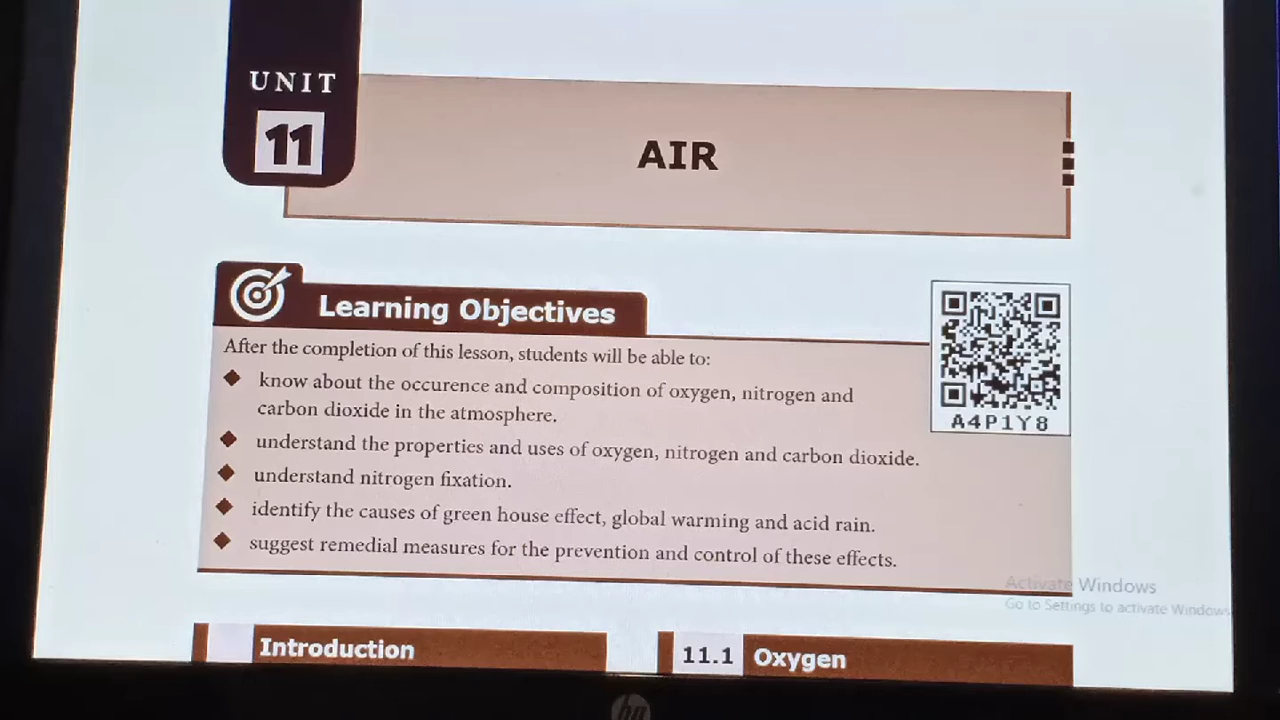 UNIT
11
AIR
Learning Objectives
After the completion of this lesson, students will be able to:
know about the occurence and composition of oxygen, nitrogen and
carbon dioxide in the atmosphere.
understand the properties and uses of oxygen, nitrogen and carbon dioxide.
understand nitrogen fixation.
identify the causes of green house effect, global warming and acid rain.
suggest remedial measures for the prevention and control of these effects.
A4P1Y8
Activate Windows
Go to Settings to activate Windows
Introduction
11.1 Oxygen
hp